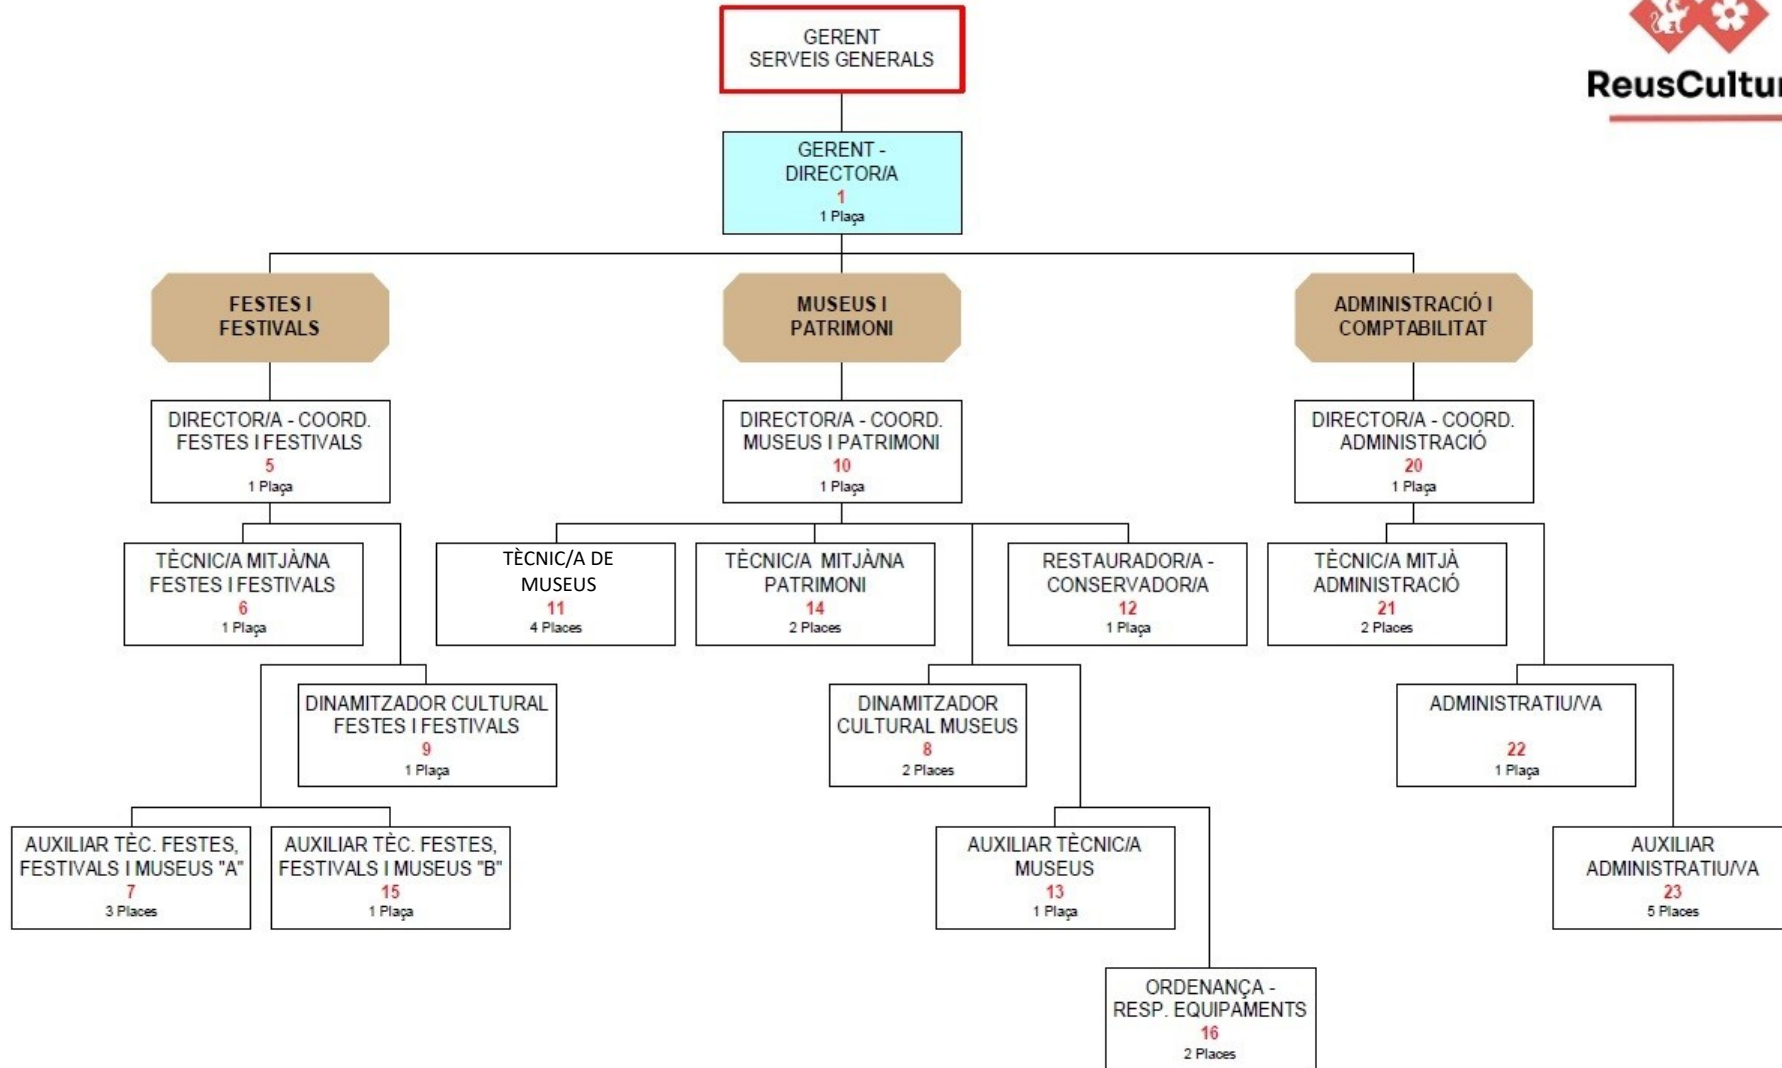 GERENT
SERVEIS GENERALS
ReusCultur
GERENT -
DIRECTOR/A
1
1 Plaça
FESTES I
FESTIVALS
MUSEUS I
PATRIMONI
ADMINISTRACIÓ I
COMPTABILITAT
DIRECTOR/A - COORD.
FESTES I FESTIVALS
5
1 Plaça
DIRECTOR/A - COORD.
MUSEUS I PATRIMONI
10
1 Plaça
DIRECTOR/A - COORD.
ADMINISTRACIÓ
20
1 Plaça
TÈCNIC/A MITJÀ/NA
FESTES I FESTIVALS
6
1 Plaça
TÈCNIC/A DE
MUSEUS
11
4 Places
TÈCNIC/A MITJÀ/NA
PATRIMONI
14
2 Places
RESTAURADOR/A -
CONSERVADOR/A
12
1 Plaça
TÈCNIC/A MITJÀ
ADMINISTRACIÓ
21
2 Places
DINAMITZADOR CULTURAL
FESTES I FESTIVALS
9
1 Plaça
DINAMITZADOR
CULTURAL MUSEUS
8
2 Places
ADMINISTRATIU/VA
22
1 Plaça
AUXILIAR TÈC. FESTES,
FESTIVALS I MUSEUS "A"
7
3 Places
AUXILIAR TÈC. FESTES,
FESTIVALS I MUSEUS "B"
15
1 Plaça
AUXILIAR TÈCNIC/A
MUSEUS
13
1 Plaça
AUXILIAR
ADMINISTRATIU/VA
23
5 Places
ORDENANÇA -
RESP. EQUIPAMENTS
16
2 Places